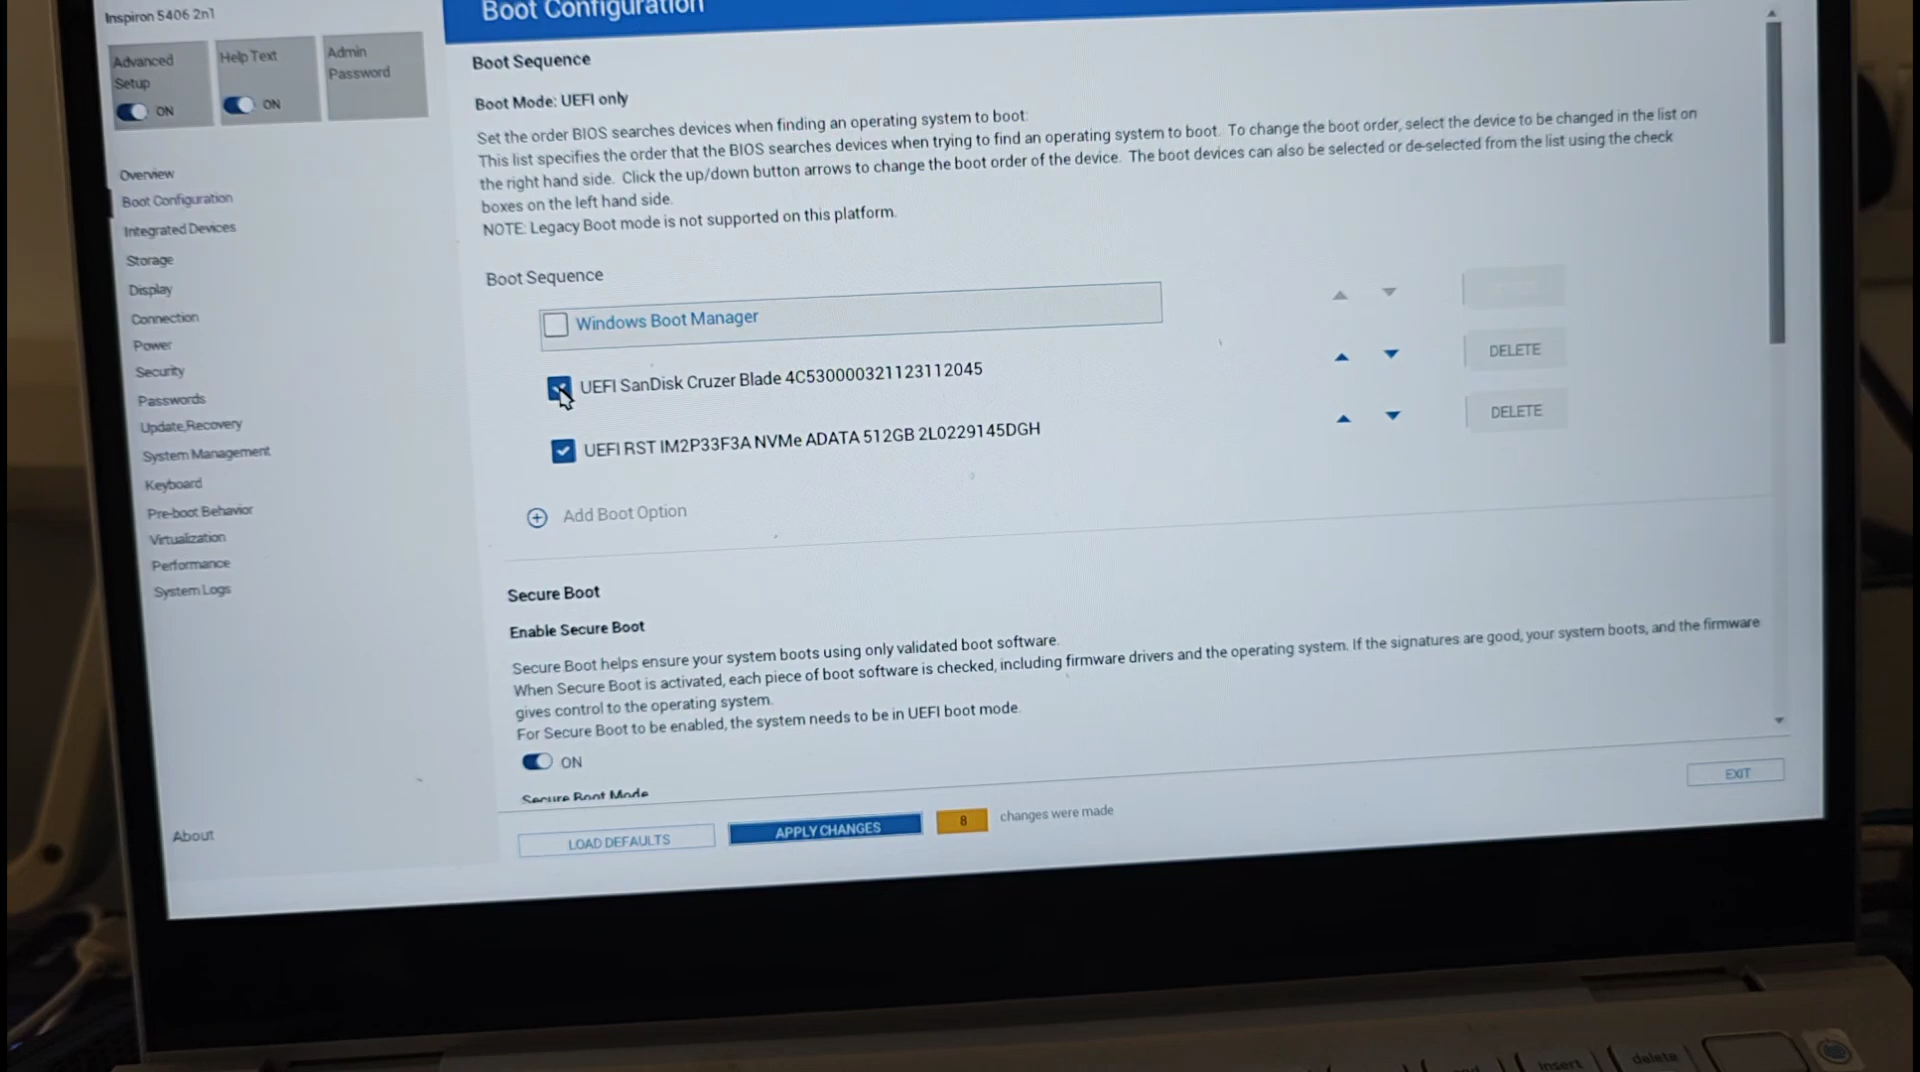 Inspiron 5406 2n1
Boot Configuration
Advanced
Setup
ON
Help Text
ON
Admin
Password
Overview
Boot Configuration
Integrated Devices
Storage
Display
Connection
Power
Security
Passwords
Update,Recovery
System Management
Keyboard
Pre-boot Behavior
Virtualization
Performance
System Logs
About
Boot Sequence
Boot Mode: UEFI only
Set the order BIOS searches devices when finding an operating system to boot:
This list specifies the order that the BIOS searches devices when trying to find an operating system to boot. To change the boot order, select the device to be changed in the list on
the right hand side. Click the up/down button arrows to change the boot order of the device. The boot devices can also be selected or de-selected from the list using the check
boxes on the left hand side.
NOTE: Legacy Boot mode is not supported on this platform.
Boot Sequence
Windows Boot Manager
UEFI SanDisk Cruzer Blade 4C530000321123112045
DELETE
UEFI RST IM2P33F3A NVMe ADATA 512GB 2L0229145DGH
DELETE
Add Boot Option
Secure Boot
Enable Secure Boot
Secure Boot helps ensure your system boots using only validated boot software.
When Secure Boot is activated, each piece of boot software is checked, including firmware drivers and the operating system. If the signatures are good, your system boots, and the firmware
gives control to the operating system.
For Secure Boot to be enabled, the system needs to be in UEFI boot mode.
ON
Secure Boot Mode
LOAD DEFAULTS
APPLY CHANGES
8
changes were made
EXIT
insert
delete